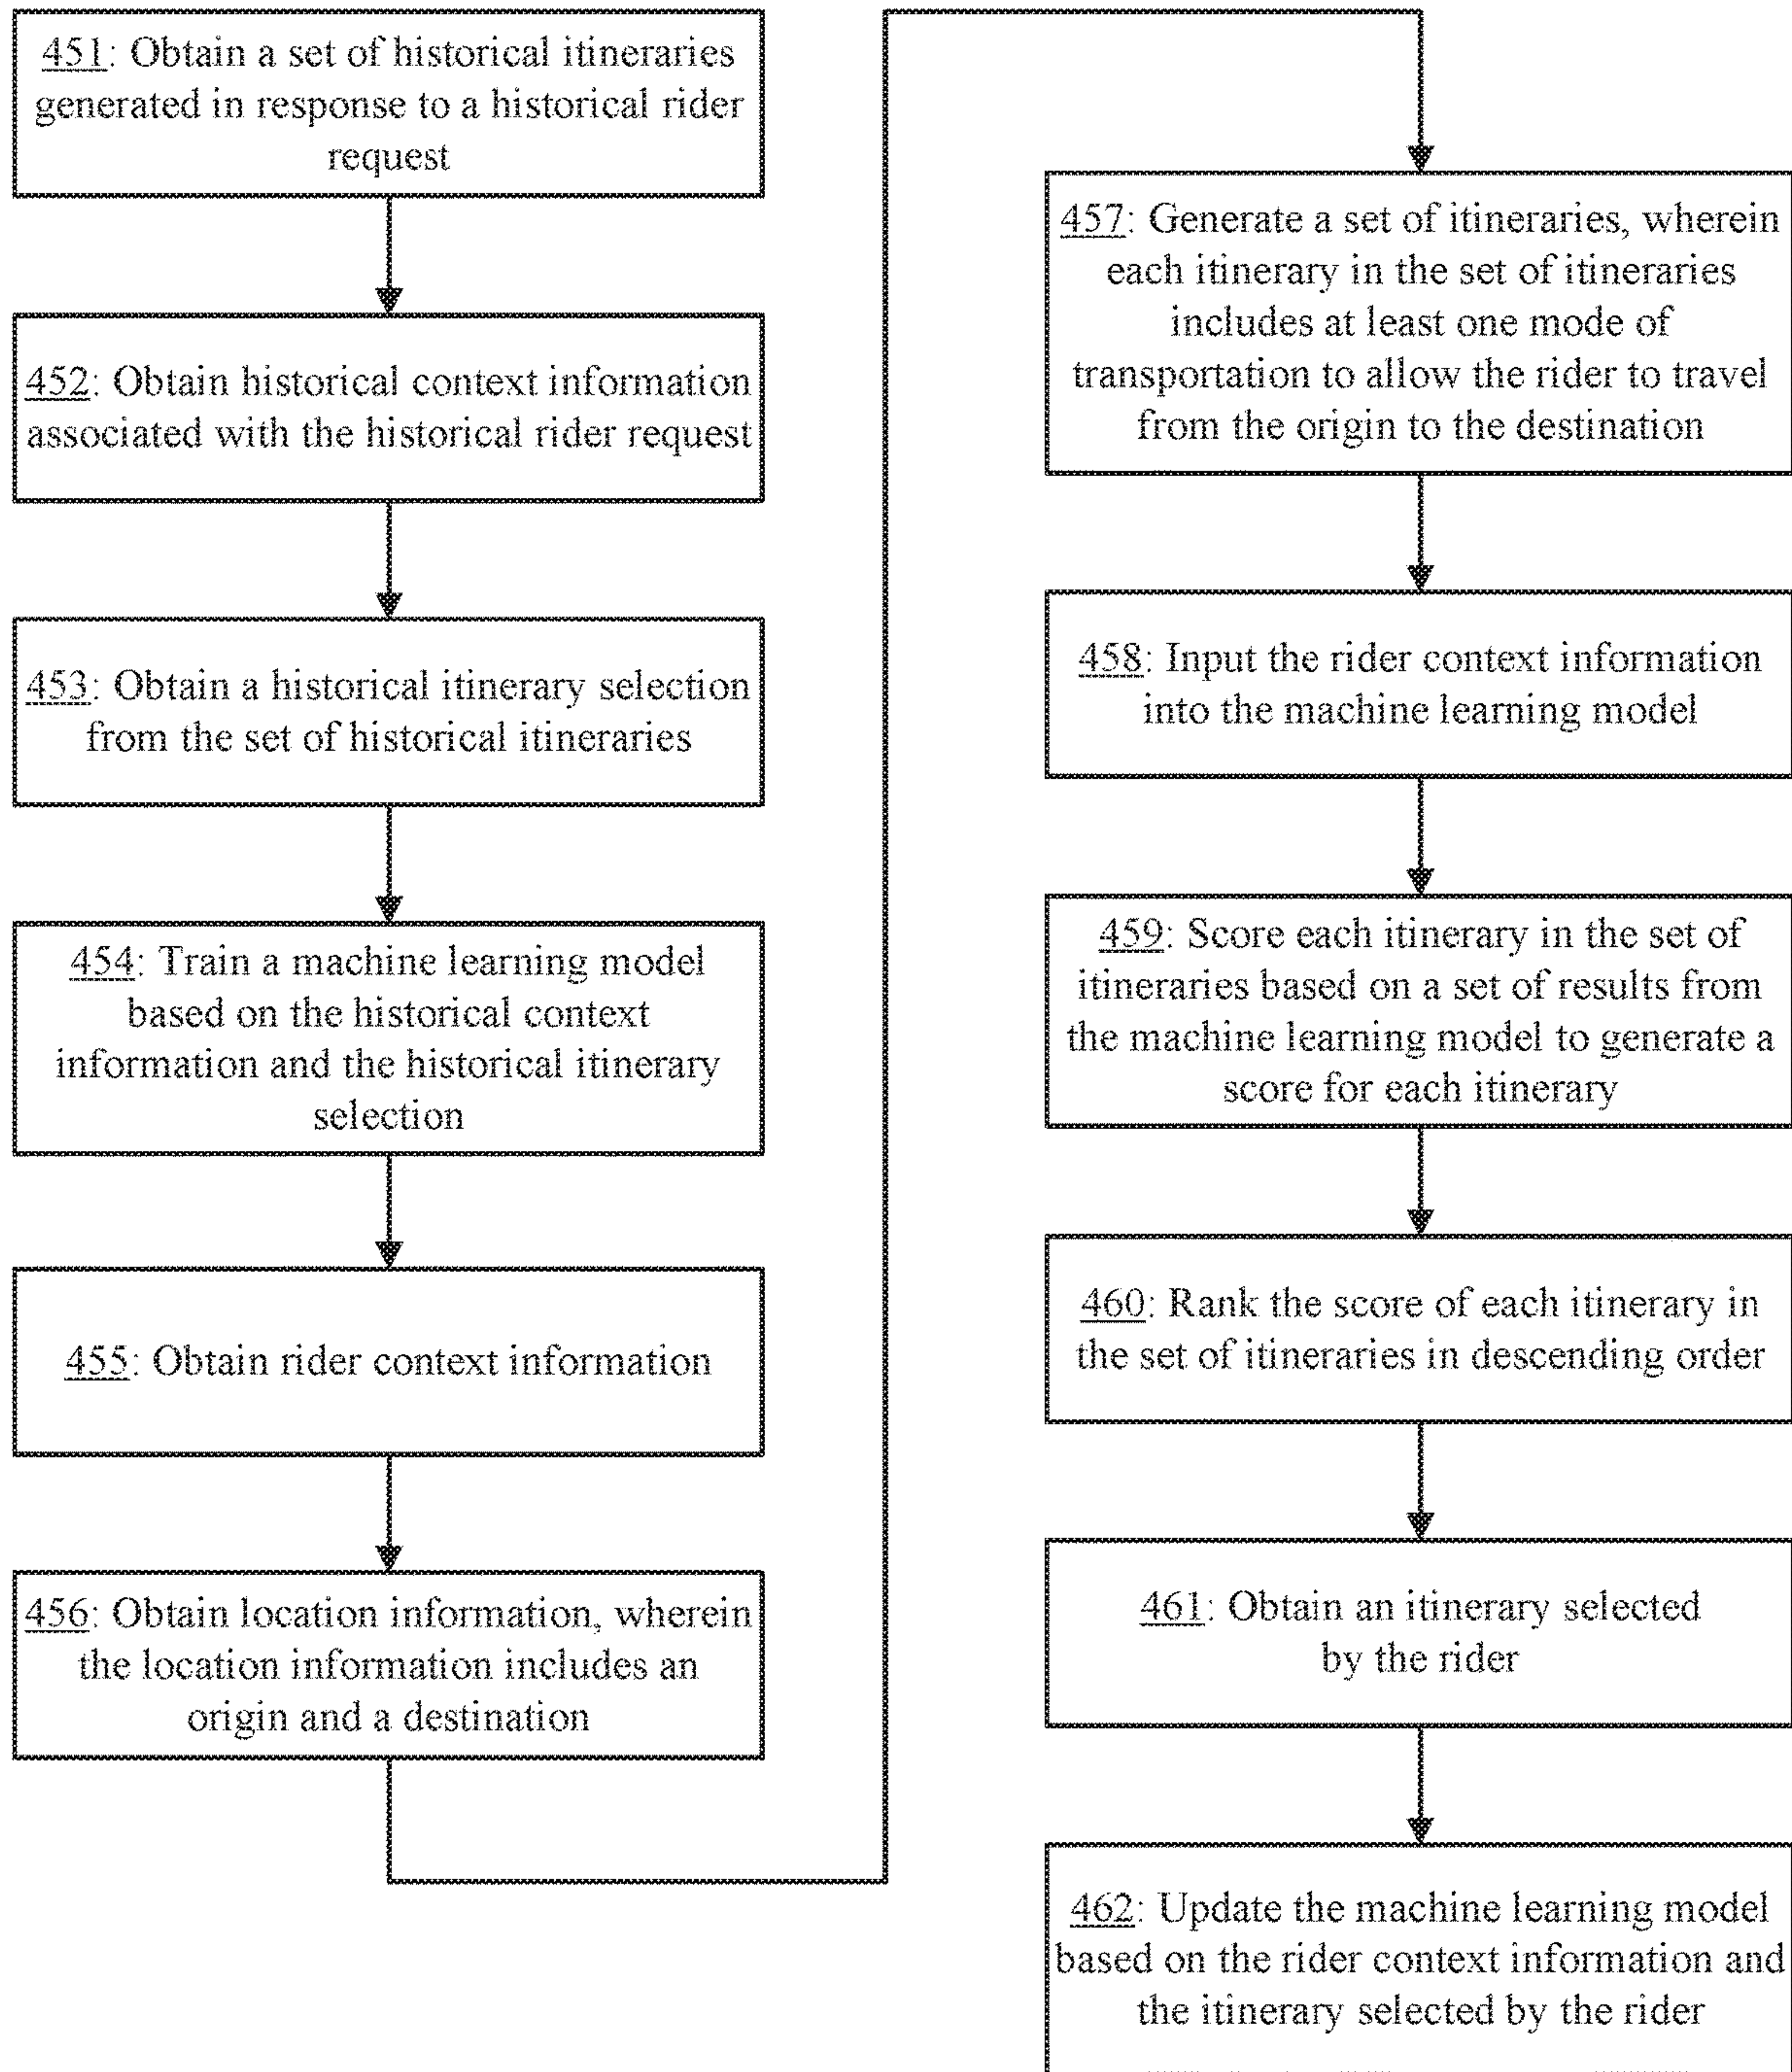 451: Obtain a set of historical itineraries
generated in response to a historical rider
request
452: Obtain historical context information
associated with the historical rider request
453: Obtain a historical itinerary selection
from the set of historical itineraries
454: Train a machine learning model
based on the historical context
information and the historical itinerary
selection
455: Obtain rider context information
456: Obtain location information, wherein
the location information includes an
origin and a destination
457: Generate a set of itineraries, wherein
each itinerary in the set of itineraries
includes at least one mode of
transportation to allow the rider to travel
from the origin to the destination
458: Input the rider context information
into the machine learning model
459: Score each itinerary in the set of
itineraries based on a set of results from
the machine learning model to generate a
score for each itinerary
460: Rank the score of each itinerary in
the set of itineraries in descending order
461: Obtain an itinerary selected
by the rider
462: Update the machine learning model
based on the rider context information and
the itinerary selected by the rider